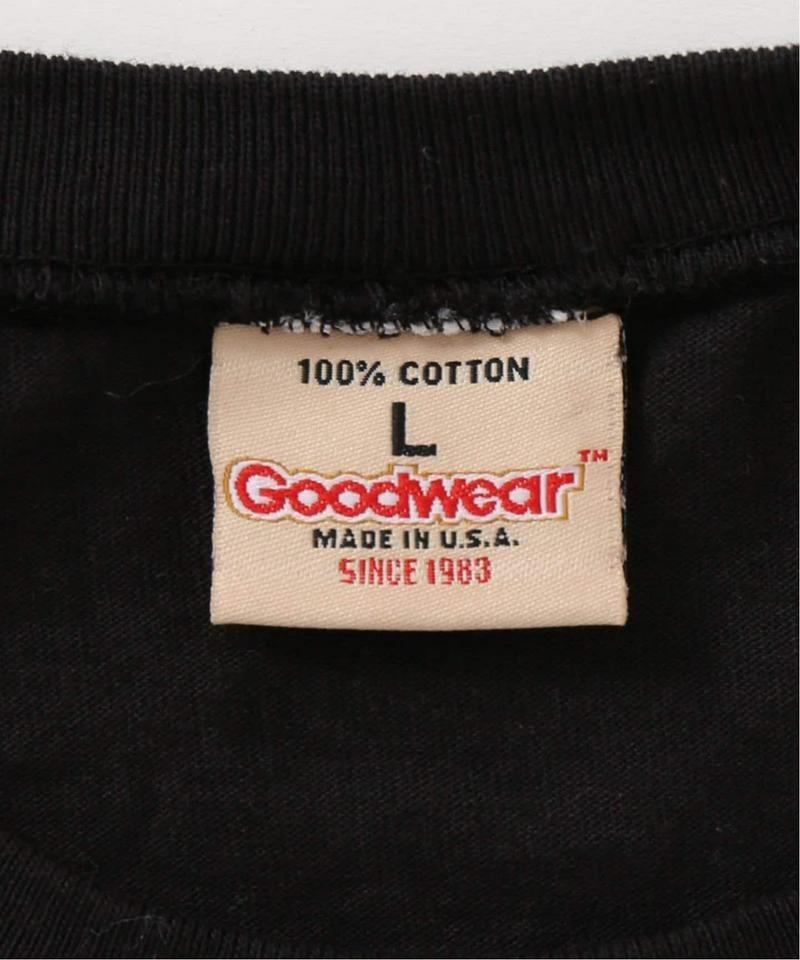 100% COTTON
L
Goodwear™
MADE IN U.S.A.
SINCE 1983